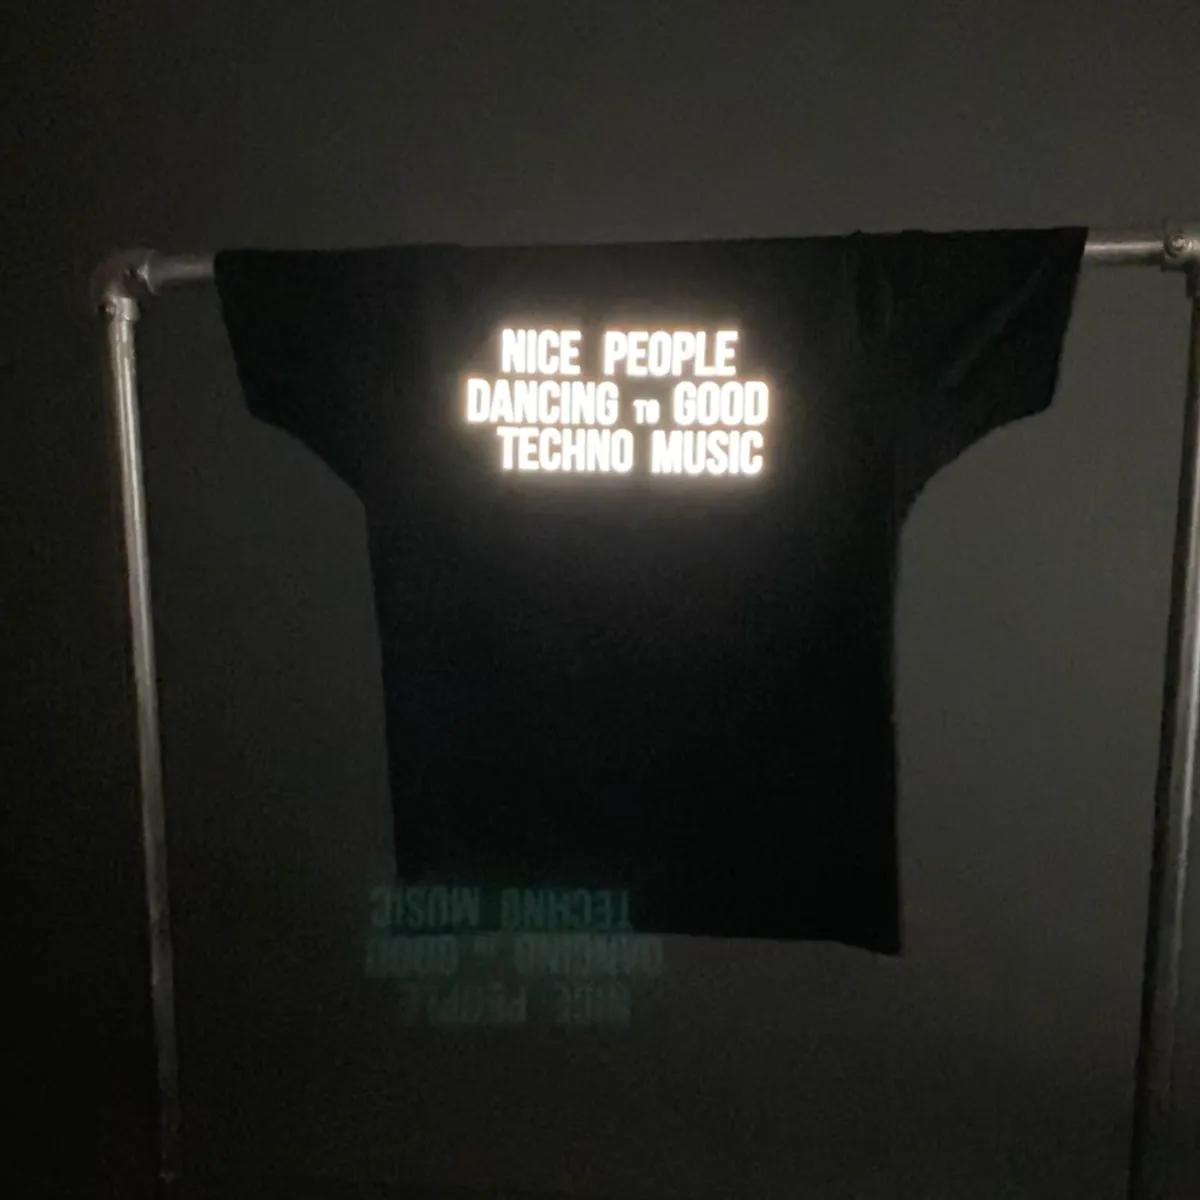 NICE PEOPLE
DANCING TO GOOD
TECHNO MUSIC